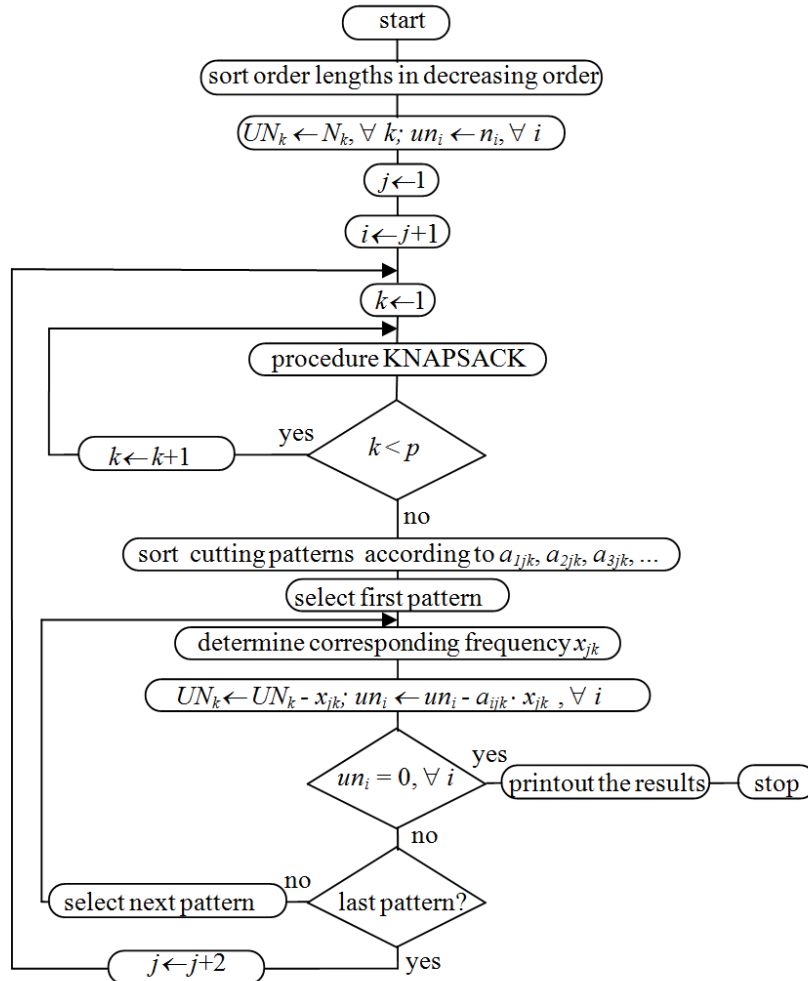 start
sort order lengths in decreasing order
UNₖ ← Nₖ, ∀ k; unᵢ ← nᵢ, ∀ i
j←1
i←j+1
k←1
procedure KNAPSACK
yes
k←k+1
k < p
no
sort cutting patterns according to a₁ⱼₖ, a₂ⱼₖ, a₃ⱼₖ, ...
select first pattern
determine corresponding frequency xⱼₖ
UNₖ← UNₖ - xⱼₖ; unᵢ ← unᵢ - aᵢⱼₖ· xⱼₖ , ∀ i
yes
unᵢ = 0, ∀ i
printout the results
stop
no
no
select next pattern
last pattern?
j←j+2
yes